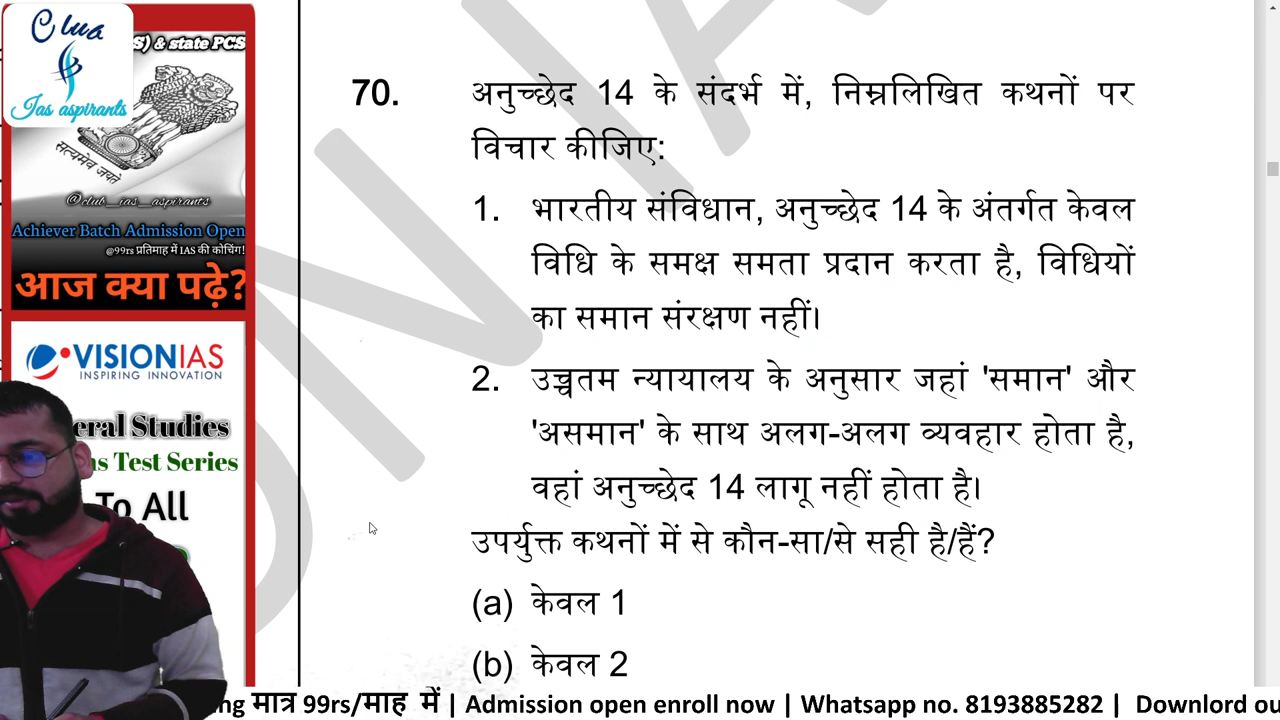 Club
Ias aspirants
S) & state PCS
सत्यमेव जयते
@club_ias_aspirants
Achiever Batch Admission Open
@99rs प्रतिमाह में IAS की कोचिंग!
आज क्या पढ़े?
VISIONIAS
INSPIRING INNOVATION
eral Studies
ns Test Series
To All
70. अनुच्छेद 14 के संदर्भ में, निम्नलिखित कथनों पर
विचार कीजिए:
1. भारतीय संविधान, अनुच्छेद 14 के अंतर्गत केवल
विधि के समक्ष समता प्रदान करता है, विधियों
का समान संरक्षण नहीं।
2. उच्चतम न्यायालय के अनुसार जहां 'समान' और
'असमान' के साथ अलग-अलग व्यवहार होता है,
वहां अनुच्छेद 14 लागू नहीं होता है।
उपर्युक्त कथनों में से कौन-सा/से सही है/हैं?
(a) केवल 1
(b) केवल 2
ng मात्र 99rs/माह में | Admission open enroll now | Whatsapp no. 8193885282 | Downlord ou